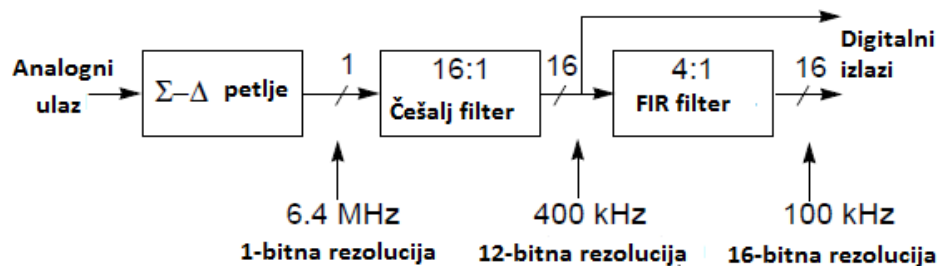 Analogni
ulaz
Σ–Δ petlje
1
16:1
Češalj filter
16
4:1
FIR filter
16
Digitalni
izlazi
6.4 MHz
1-bitna rezolucija
400 kHz
12-bitna rezolucija
100 kHz
16-bitna rezolucija